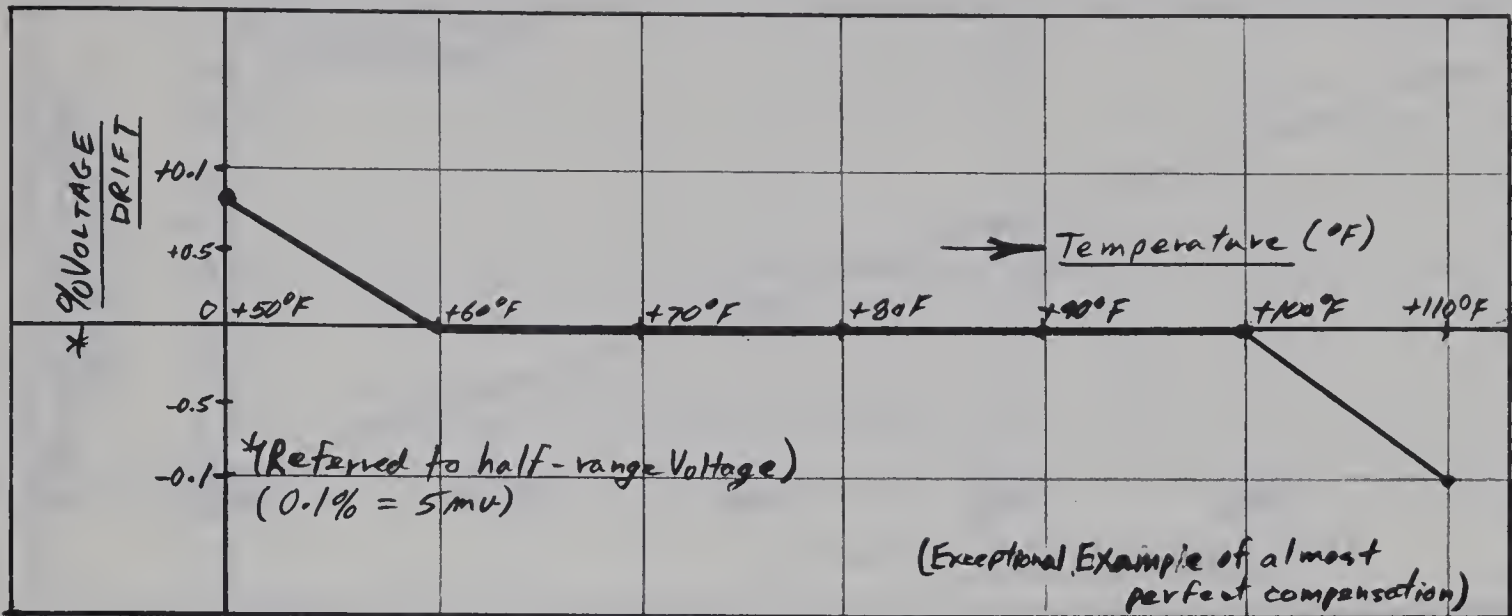 * %VOLTAGE
DRIFT
+0.1
+0.5
0
-0.5
-0.1
+50°F
+60°F
+70°F
+80F
+90°F
+100°F
+110°F
Temperature (°F)
*(Referred to half-range Voltage)
(0.1% = 5mv)
(Exceptional Example of almost
perfect compensation)